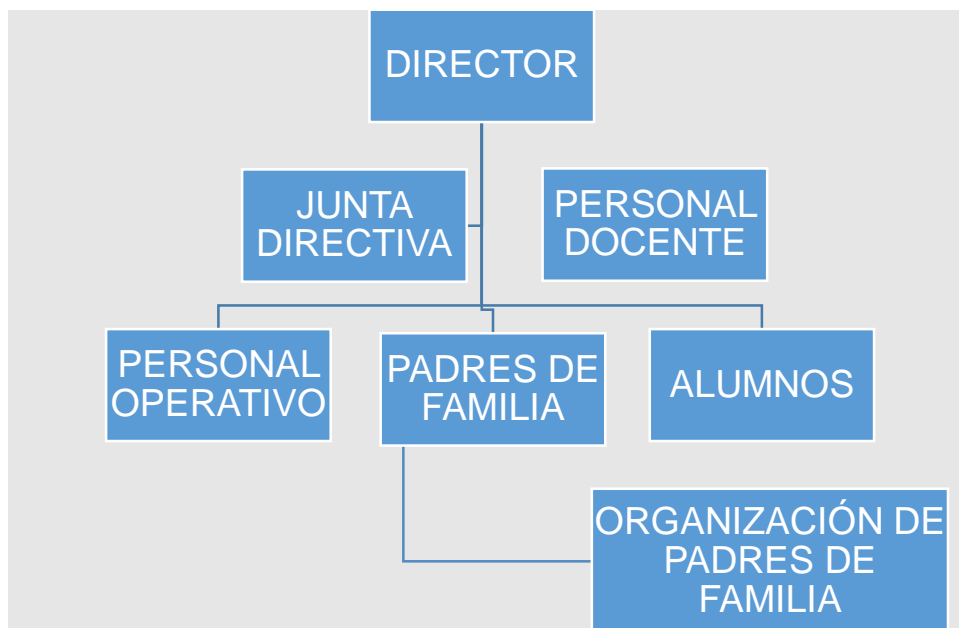 DIRECTOR
JUNTA
DIRECTIVA
PERSONAL
DOCENTE
PERSONAL
OPERATIVO
PADRES DE
FAMILIA
ALUMNOS
ORGANIZACIÓN DE
PADRES DE
FAMILIA